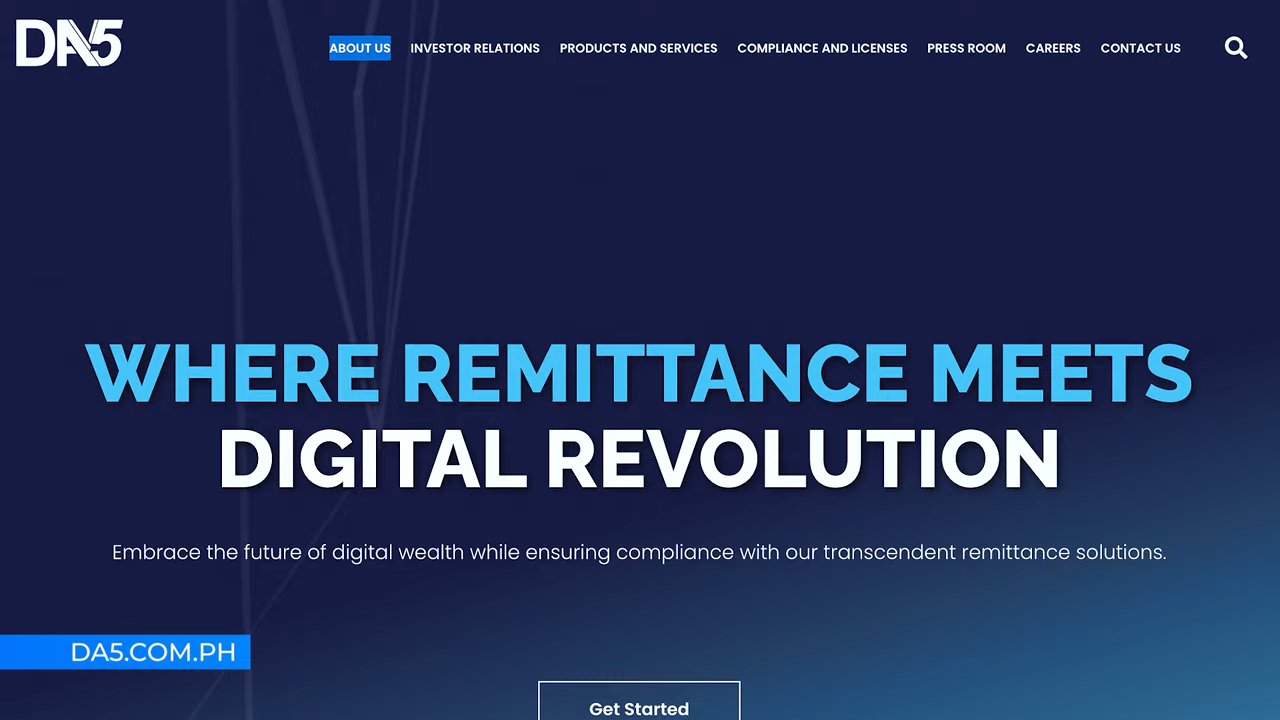 DA5
ABOUT US INVESTOR RELATIONS PRODUCTS AND SERVICES COMPLIANCE AND LICENSES PRESS ROOM CAREERS CONTACT US
WHERE REMITTANCE MEETS
DIGITAL REVOLUTION
Embrace the future of digital wealth while ensuring compliance with our transcendent remittance solutions.
DA5.COM.PH
Get Started